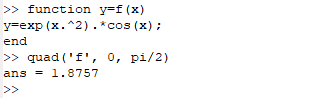 >> function y=f(x)
y=exp(x.^2).*cos(x);
end
>> quad('f', 0, pi/2)
ans = 1.8757
>>